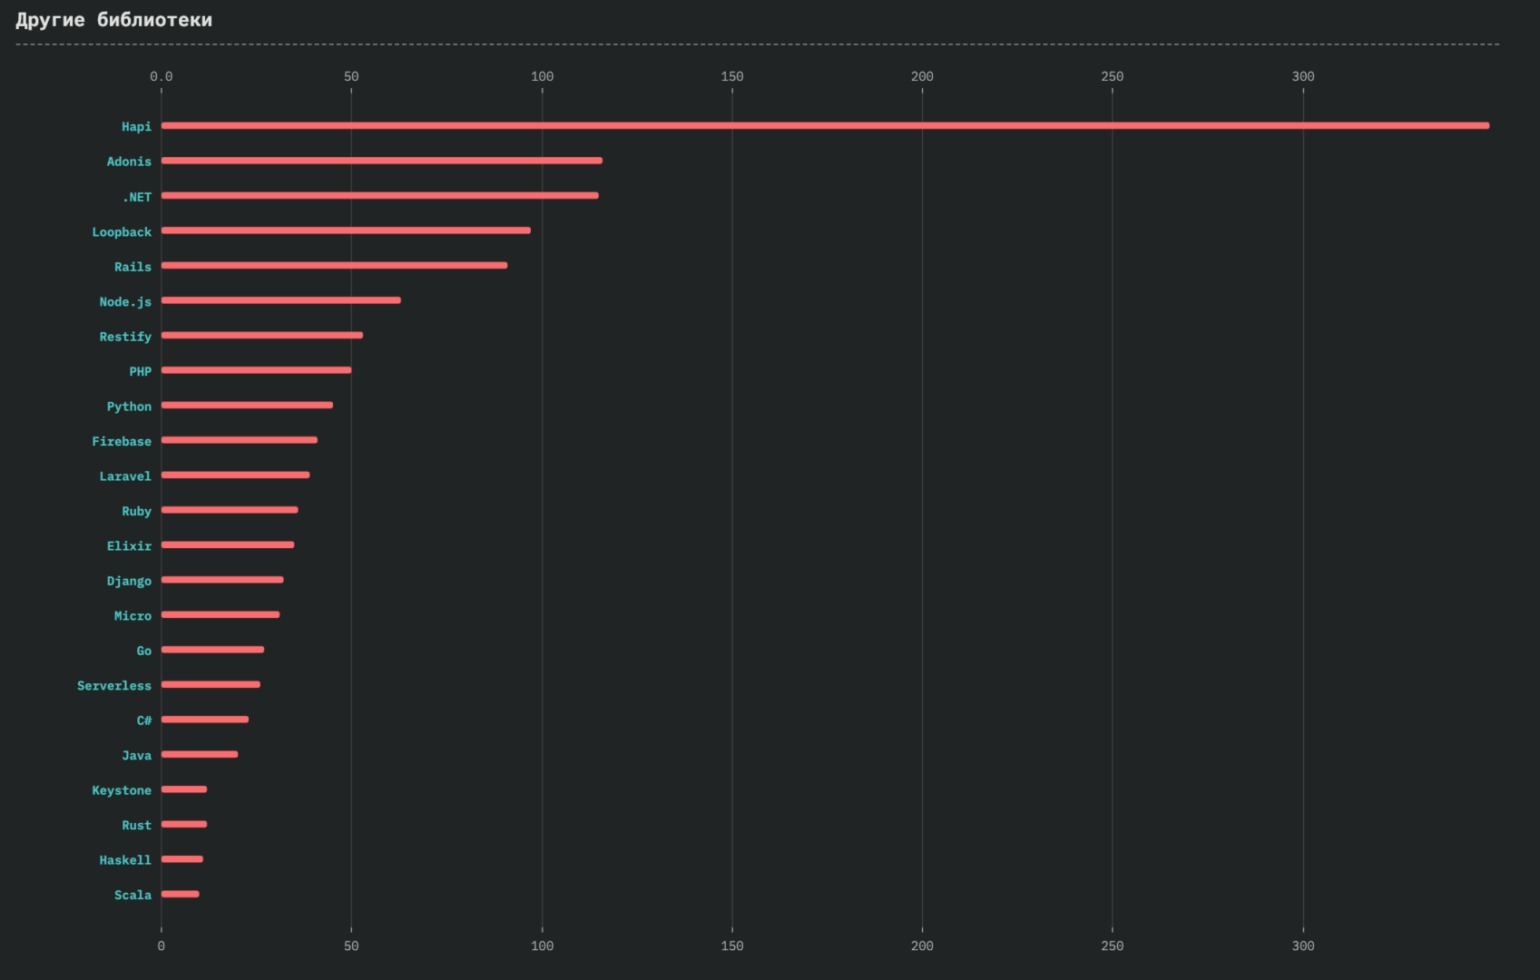 Другие библиотеки
0.0 50 100 150 200 250 300
Hapi
Adonis
.NET
Loopback
Rails
Node.js
Restify
PHP
Python
Firebase
Laravel
Ruby
Elixir
Django
Micro
Go
Serverless
C#
Java
Keystone
Rust
Haskell
Scala
0 50 100 150 200 250 300